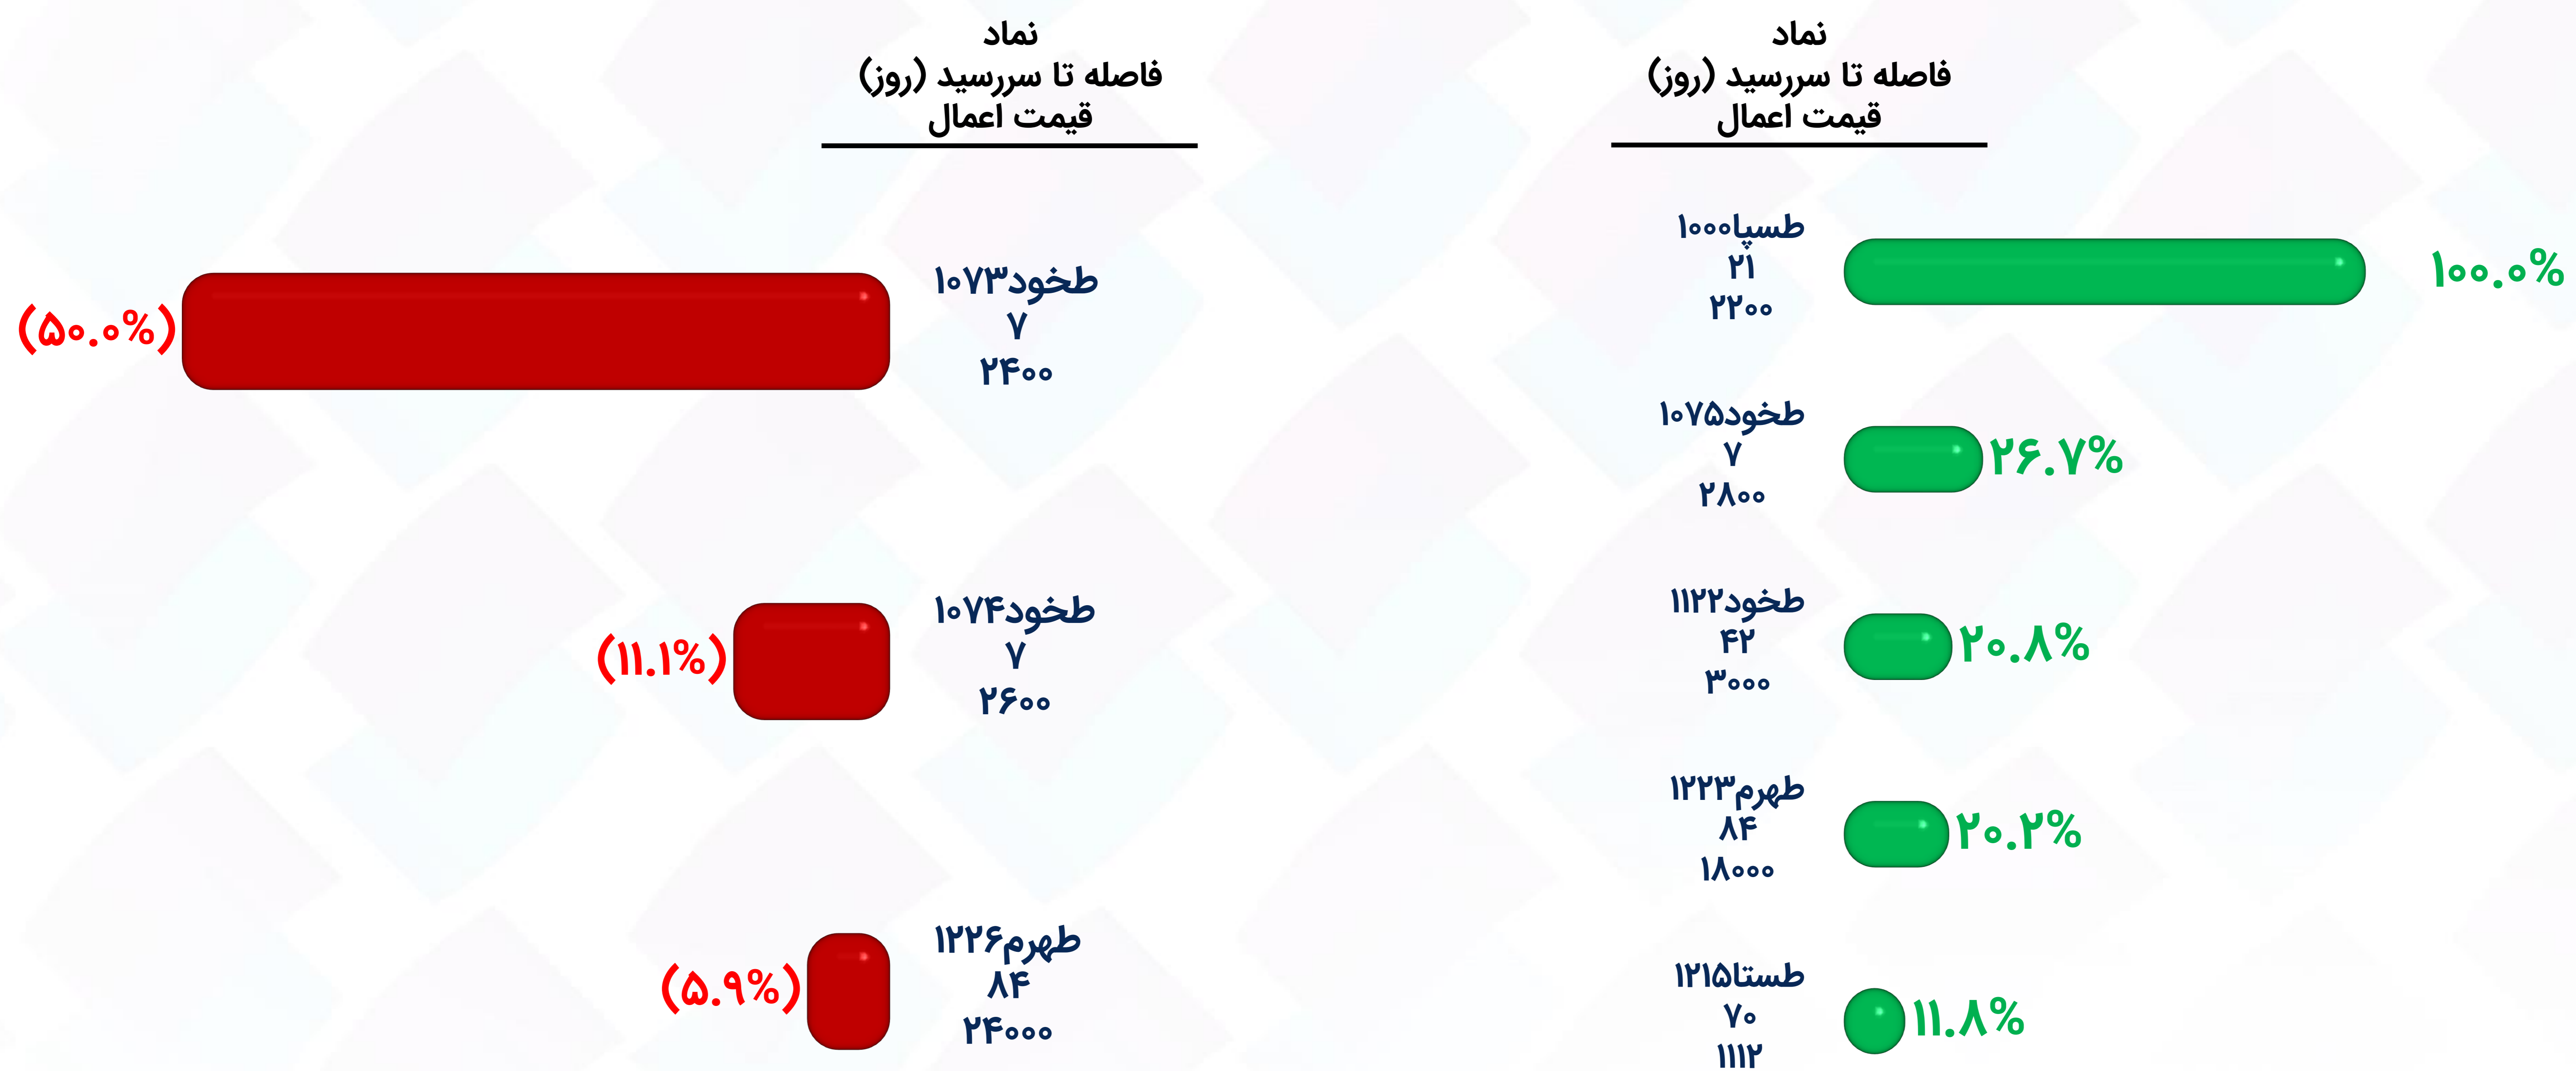 نماد
فاصله تا سررسید (روز)
قیمت اعمال
طسپا۱۰۰۰
۲۱
۲۲۰۰
۱۰۰.۰%
طخود۱۰۷۵
۷
۲۸۰۰
۲۶.۷%
طخود۱۱۲۲
۴۲
۳۰۰۰
۲۰.۸%
طهرم۱۲۲۳
۸۴
۱۸۰۰۰
۲۰.۲%
طستا۱۲۱۵
۷۰
۱۱۱۲
۱۱.۸%
نماد
فاصله تا سررسید (روز)
قیمت اعمال
طخود۱۰۷۳
۷
۲۴۰۰
(۵۰.۰%)
طخود۱۰۷۴
۷
۲۶۰۰
(۱۱.۱%)
طهرم۱۲۲۶
۸۴
۲۴۰۰۰
(۵.۹%)